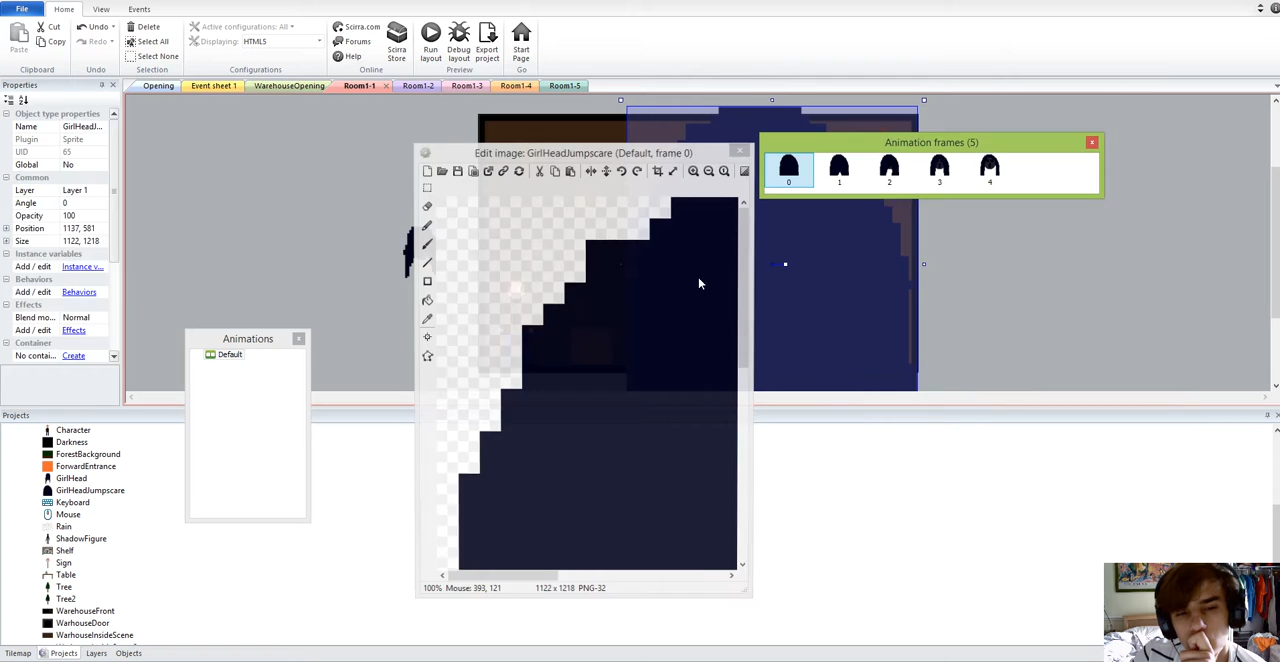 File Home View Events
Paste Cut Copy Undo Redo Delete Select All Select None Active configurations: All Displaying: HTML5 Scirra.com Forums Help Scirra Store Run layout Debug layout Export project Start Page
Clipboard Undo Selection Configurations Online Preview Go
Properties Opening Event sheet 1 WarehouseOpening Room1-1 Room1-2 Room1-3 Room1-4 Room1-5
Object type properties
Name GirlHeadJ...
Plugin Sprite
UID 65
Global No
Common
Layer Layer 1
Angle 0
Opacity 100
Position 1137, 581
Size 1122, 1218
Instance variables
Add / edit Instance v...
Behaviors
Add / edit Behaviors
Effects
Blend mo... Normal
Add / edit Effects
Container
No contai... Create
Animations
Default
Edit image: GirlHeadJumpscare (Default, frame 0)
100% Mouse: 393, 121 1122 x 1218 PNG-32
Animation frames (5)
0 1 2 3 4
Projects
Character
Darkness
ForestBackground
ForwardEntrance
GirlHead
GirlHeadJumpscare
Keyboard
Mouse
Rain
ShadowFigure
Shelf
Sign
Table
Tree
Tree2
WarehouseFront
WarehouseDoor
WarhouseInsideScene
Tilemap Projects Layers Objects